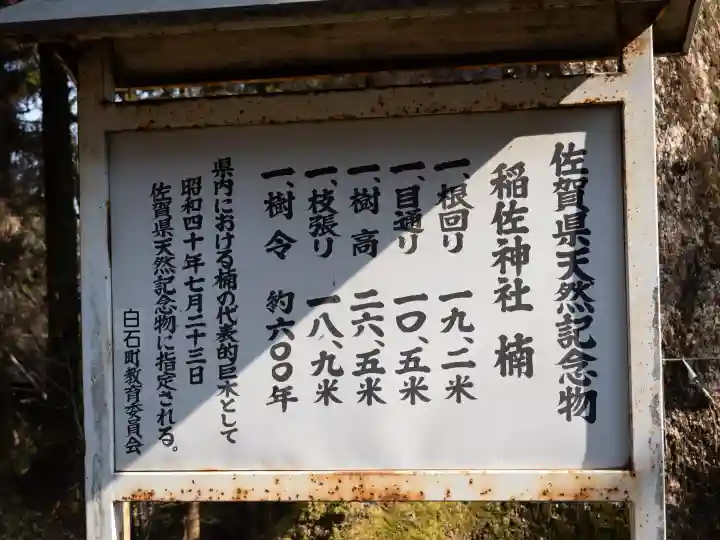 佐賀県天然記念物
稲佐神社 楠
一、根回り 一九、二米
一、目通り 一〇、五米
一、樹高 二六、五米
一、枝張り 一八、九米
一、樹令 約六〇〇年
県内における楠の代表的巨木として
昭和四十年七月二十三日
佐賀県天然記念物に指定される。
白石町教育委員会